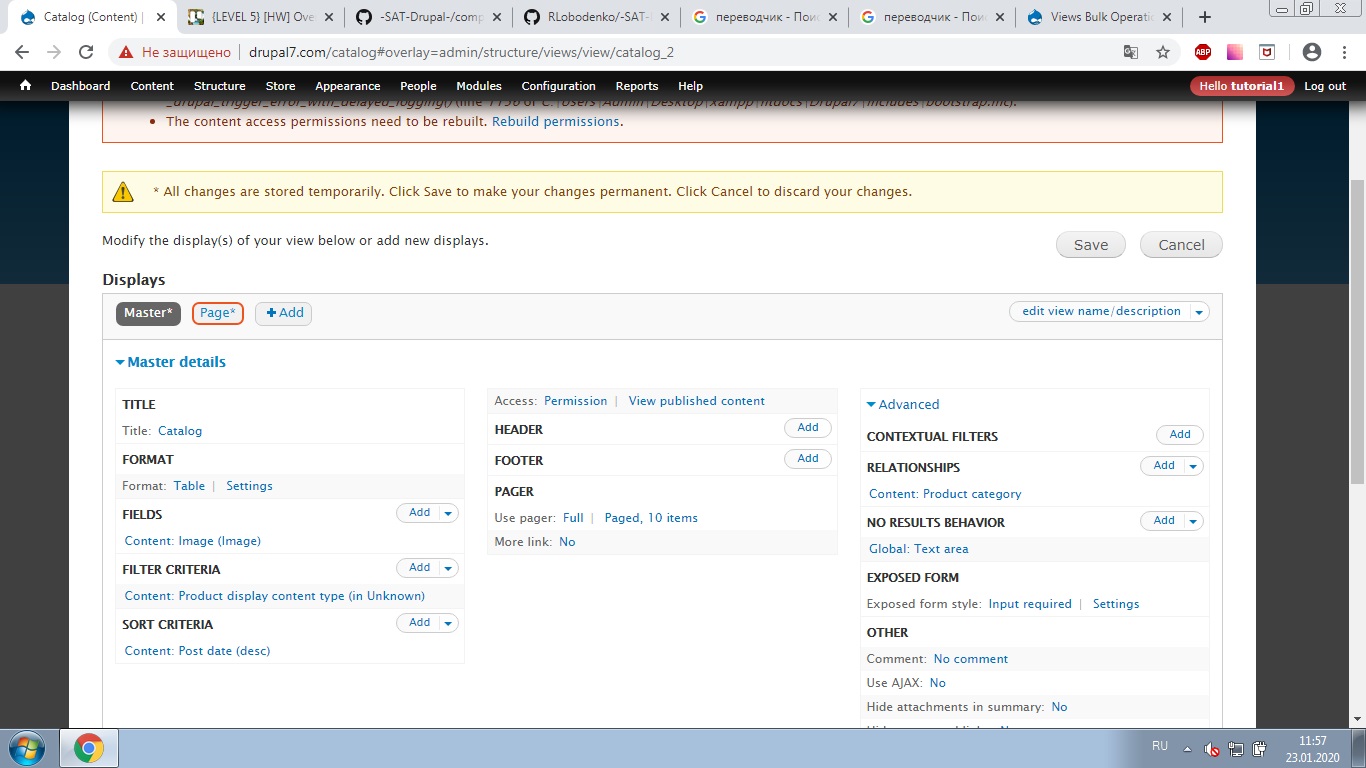 Catalog (Content) |
{LEVEL 5} [HW] Ove
-SAT-Drupal-/comp
RLobodenko/-SAT-
переводчик - Поис
переводчик - Пои
Views Bulk Operati
Не защищено
drupal7.com/catalog#overlay=admin/structure/views/view/catalog_2
ABP
Dashboard Content Structure Store Appearance People Modules Configuration Reports Help Hello tutorial1 Log out
• The content access permissions need to be rebuilt. Rebuild permissions.
* All changes are stored temporarily. Click Save to make your changes permanent. Click Cancel to discard your changes.
Modify the display(s) of your view below or add new displays.
Save Cancel
Displays
Master* Page* Add edit view name/description
Master details
TITLE
Title: Catalog
FORMAT
Format: Table | Settings
FIELDS Add
Content: Image (Image)
FILTER CRITERIA Add
Content: Product display content type (in Unknown)
SORT CRITERIA Add
Content: Post date (desc)
Access: Permission | View published content
HEADER Add
FOOTER Add
PAGER
Use pager: Full | Paged, 10 items
More link: No
Advanced
CONTEXTUAL FILTERS Add
RELATIONSHIPS Add
Content: Product category
NO RESULTS BEHAVIOR Add
Global: Text area
EXPOSED FORM
Exposed form style: Input required | Settings
OTHER
Comment: No comment
Use AJAX: No
Hide attachments in summary: No
RU
11:57
23.01.2020